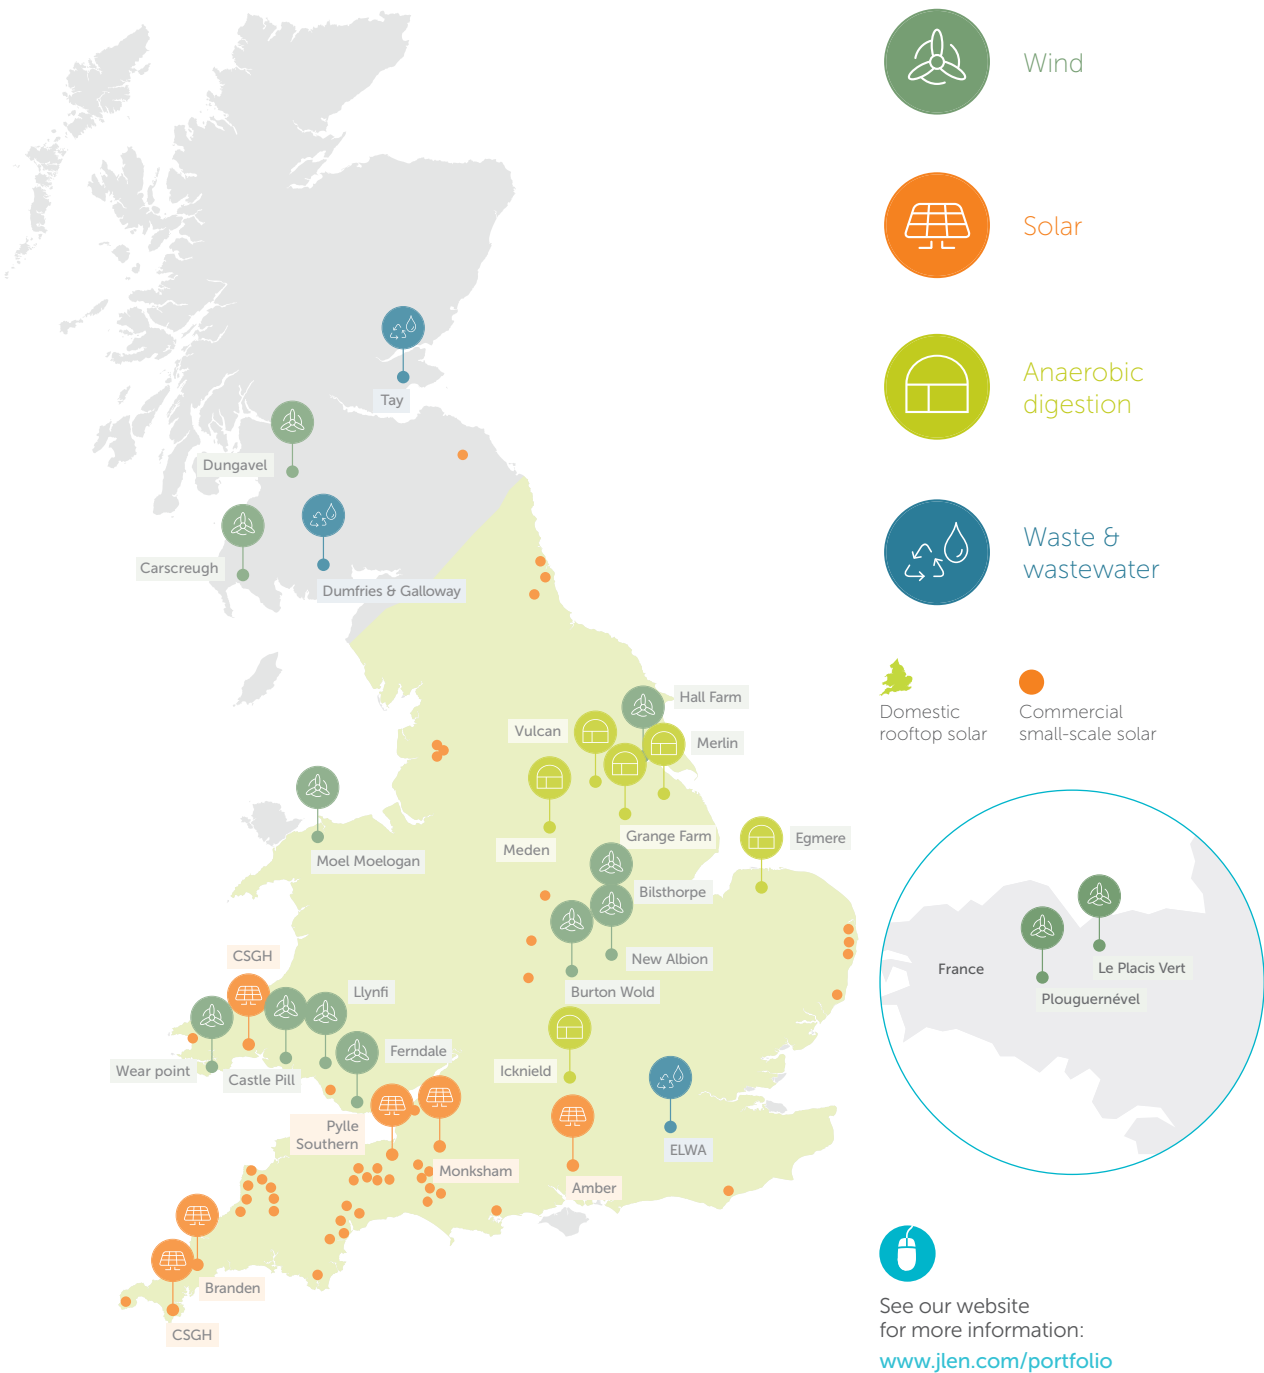 Wind
Solar
Anaerobic
digestion
Waste &
wastewater
Domestic
rooftop solar
Commercial
small-scale solar
Tay
Dungavel
Carscreugh
Dumfries & Galloway
Hall Farm
Vulcan
Merlin
Grange Farm
Meden
Egmere
Moel Moelogan
Bilsthorpe
New Albion
Burton Wold
CSGH
Llynfi
Ferndale
Wear point
Castle Pill
Icknield
Pylle
Southern
Monksham
ELWA
Amber
Branden
CSGH
France
Le Placis Vert
Plouguernével
See our website
for more information:
www.jlen.com/portfolio